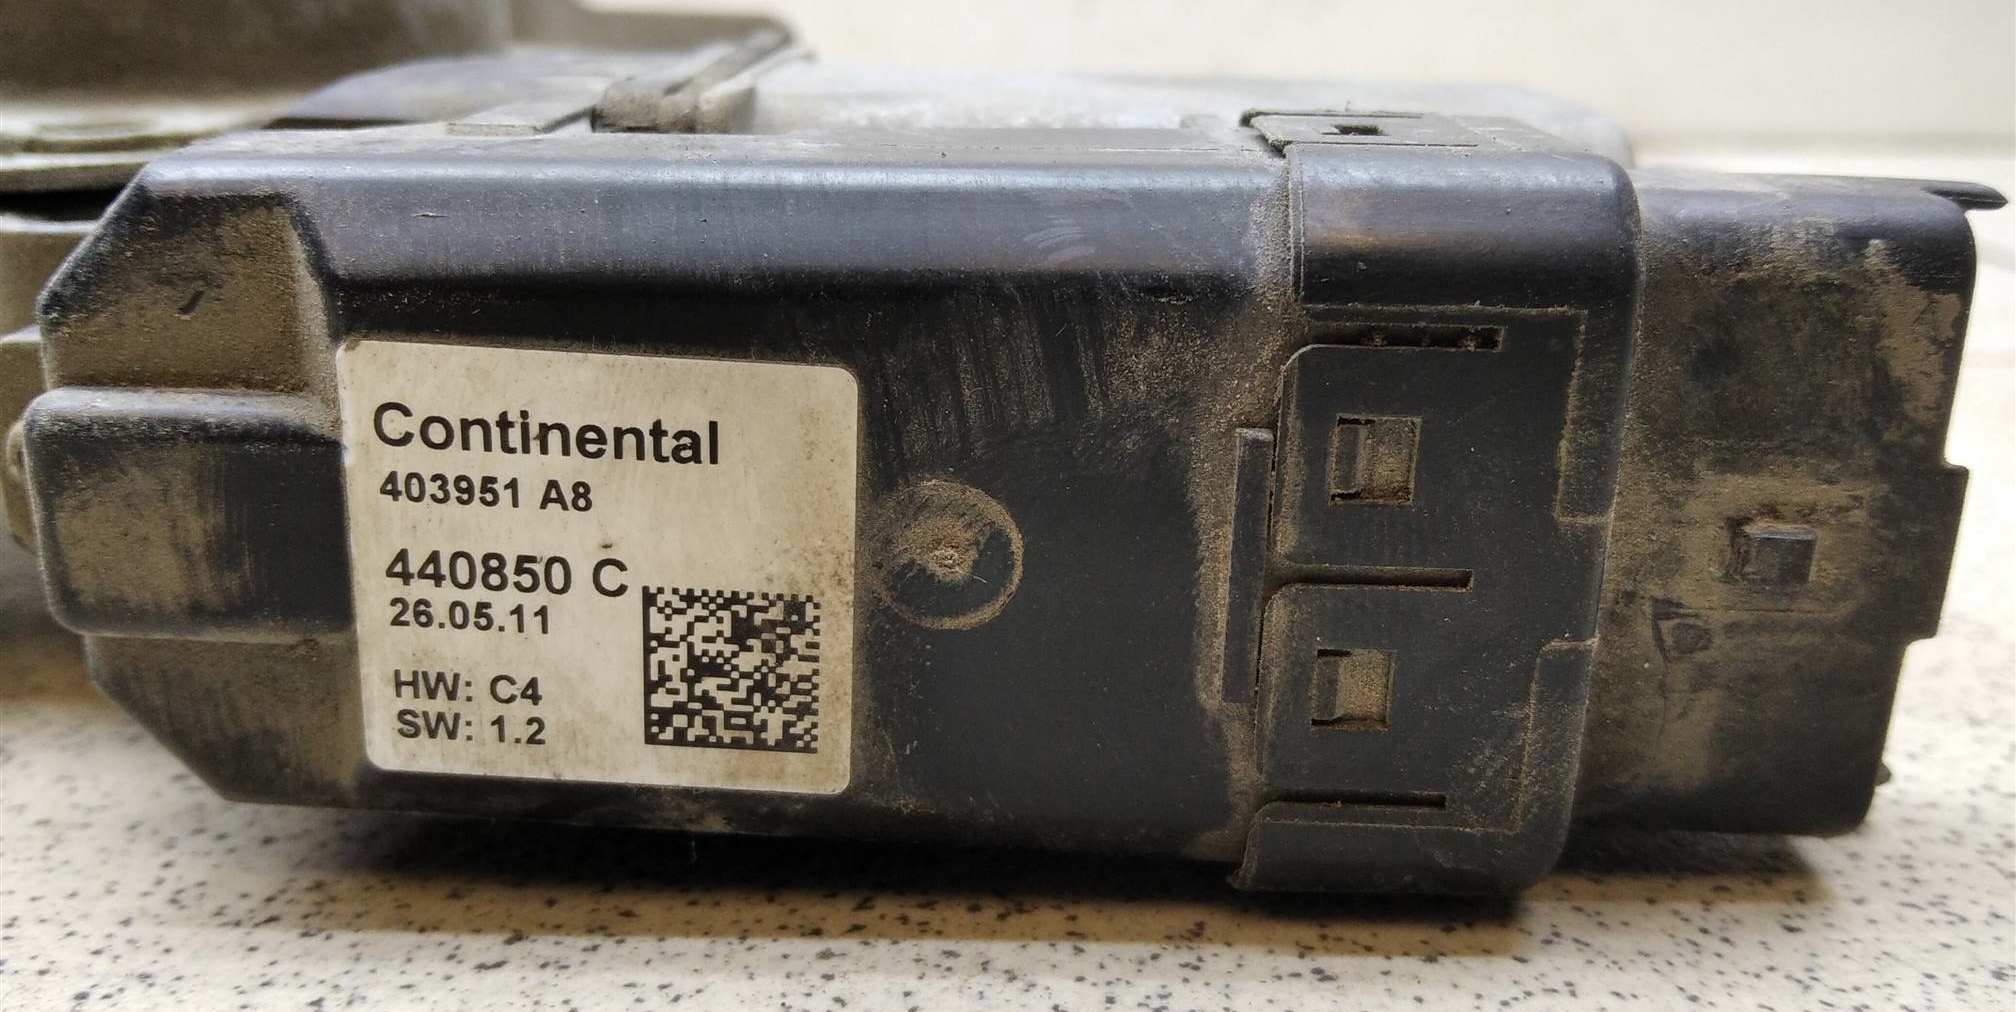 Continental
403951 A8
440850 C
26.05.11
HW: C4
SW: 1.2